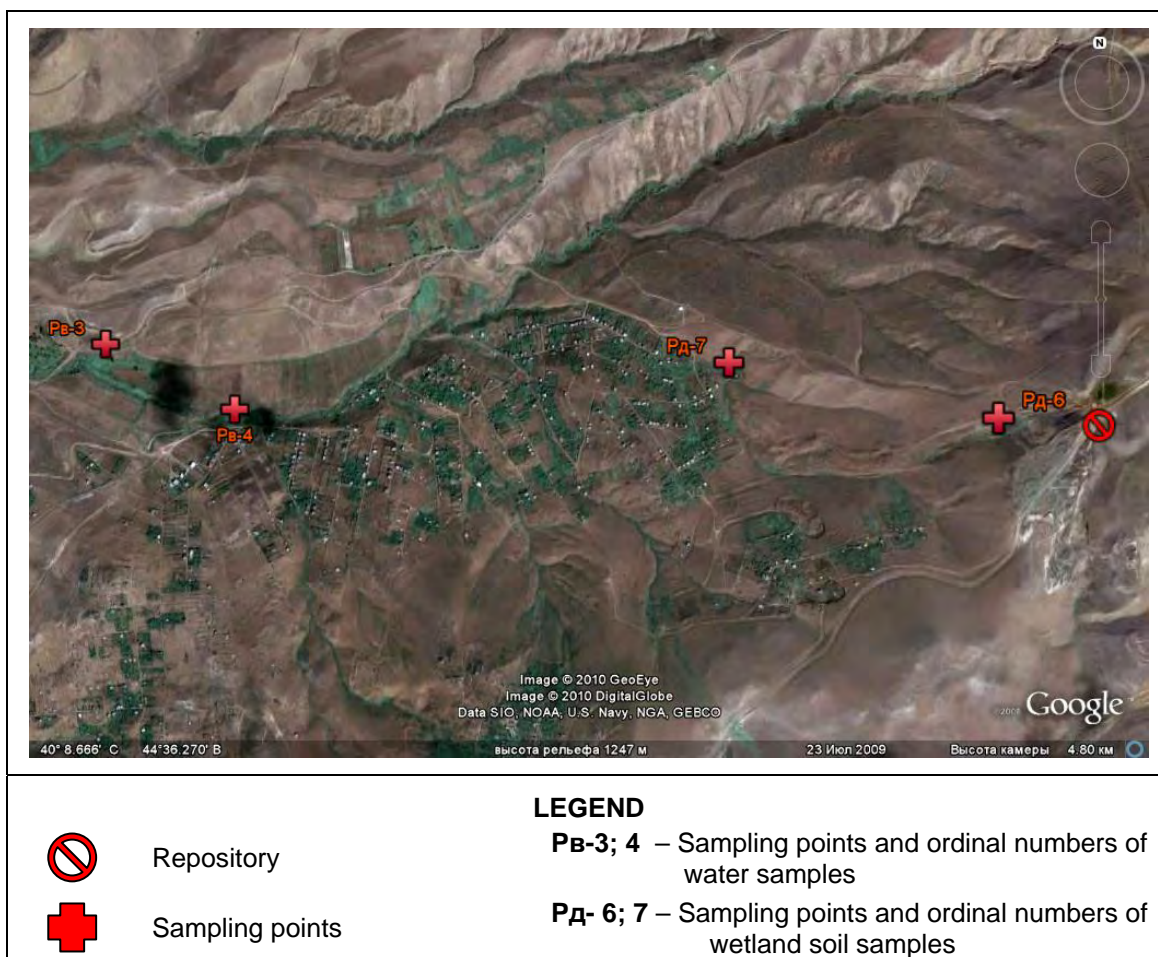 N
Рв-3
Рд-7
Рд-6
Рв-4
Image © 2010 GeoEye
Image © 2010 DigitalGlobe
Data SIO, NOAA, U.S. Navy, NGA, GEBCO
©2009 Google
40° 8.666' С 44°36.270' В высота рельефа 1247 м 23 Июл 2009 Высота камеры 4.80 км
LEGEND
Repository
Рв-3; 4 – Sampling points and ordinal numbers of
water samples
Sampling points
Рд- 6; 7 – Sampling points and ordinal numbers of
wetland soil samples